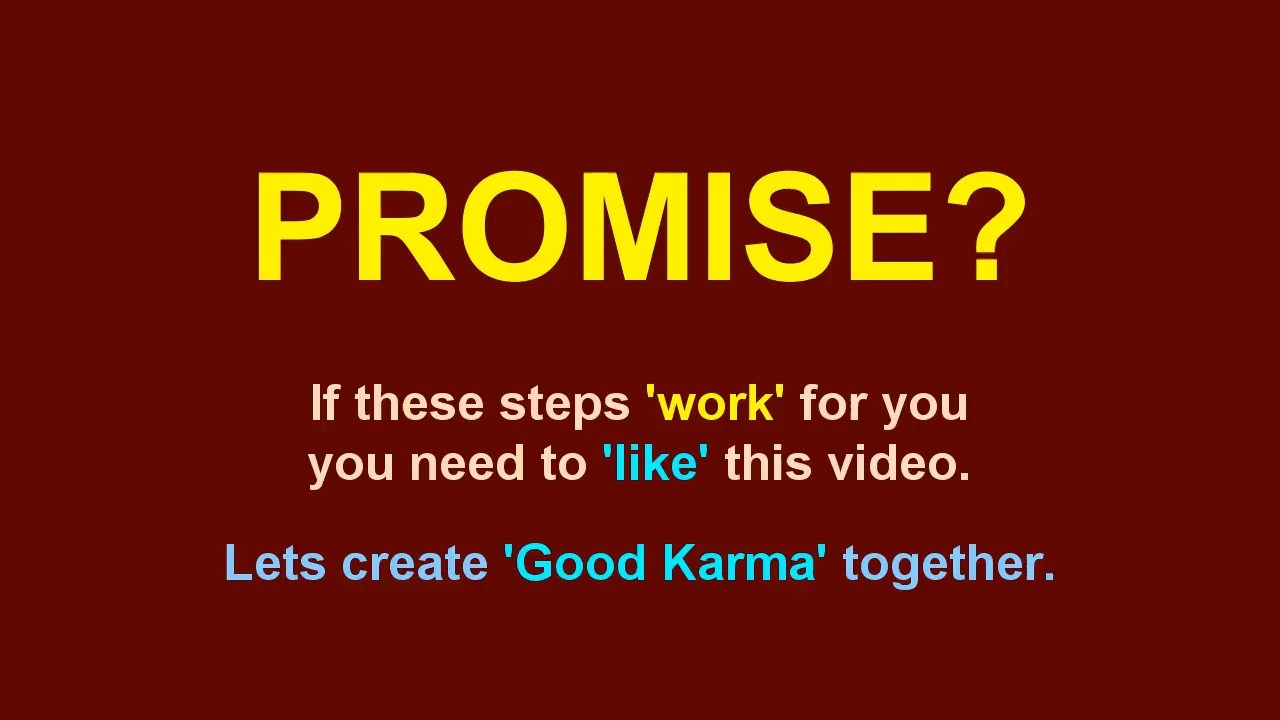 PROMISE?
If these steps 'work' for you
you need to 'like' this video.
Lets create 'Good Karma' together.